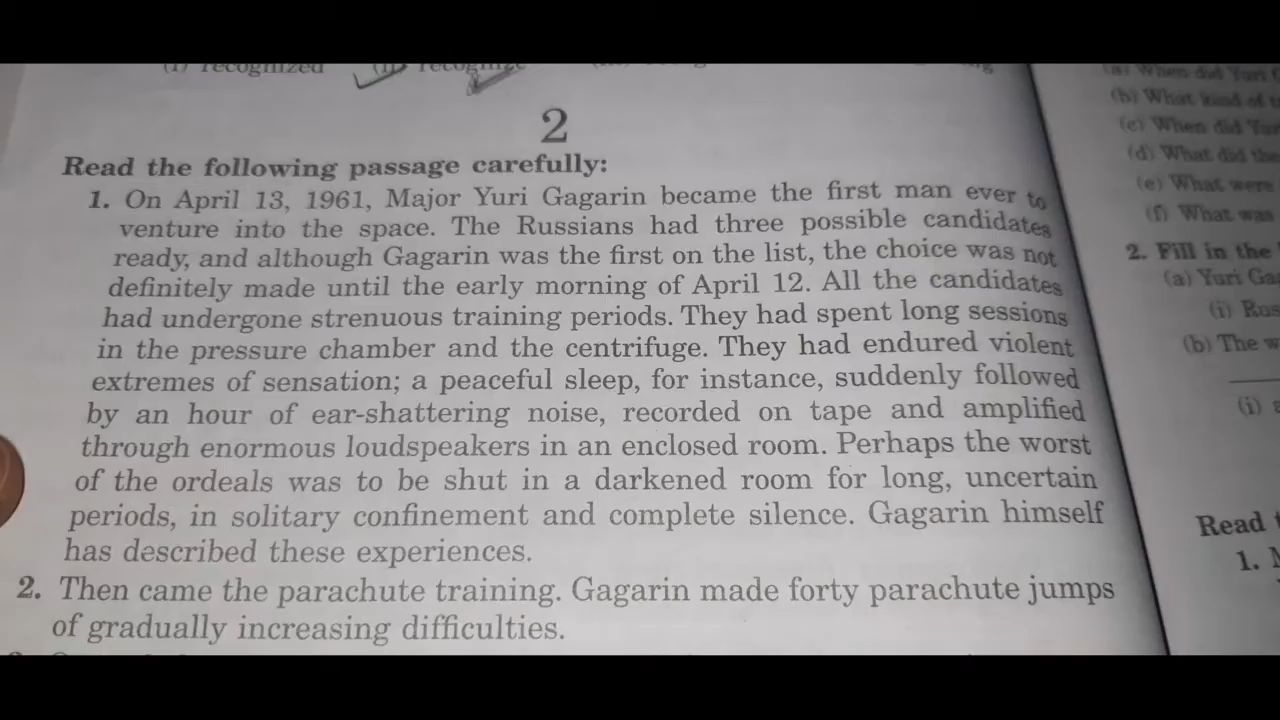 (i) recognized (ii) recognize
2
Read the following passage carefully:
1. On April 13, 1961, Major Yuri Gagarin became the first man ever to
venture into the space. The Russians had three possible candidates
ready, and although Gagarin was the first on the list, the choice was not
definitely made until the early morning of April 12. All the candidates
had undergone strenuous training periods. They had spent long sessions
in the pressure chamber and the centrifuge. They had endured violent
extremes of sensation; a peaceful sleep, for instance, suddenly followed
by an hour of ear-shattering noise, recorded on tape and amplified
through enormous loudspeakers in an enclosed room. Perhaps the worst
of the ordeals was to be shut in a darkened room for long, uncertain
periods, in solitary confinement and complete silence. Gagarin himself
has described these experiences.
2. Then came the parachute training. Gagarin made forty parachute jumps
of gradually increasing difficulties.
(a) When did Yuri
(b) What kind of
(c) When did
(d) What did the
(e) What were
(f) What was
2. Fill in the
(a) Yuri
(i)
(b) The
(i)
Read
1.